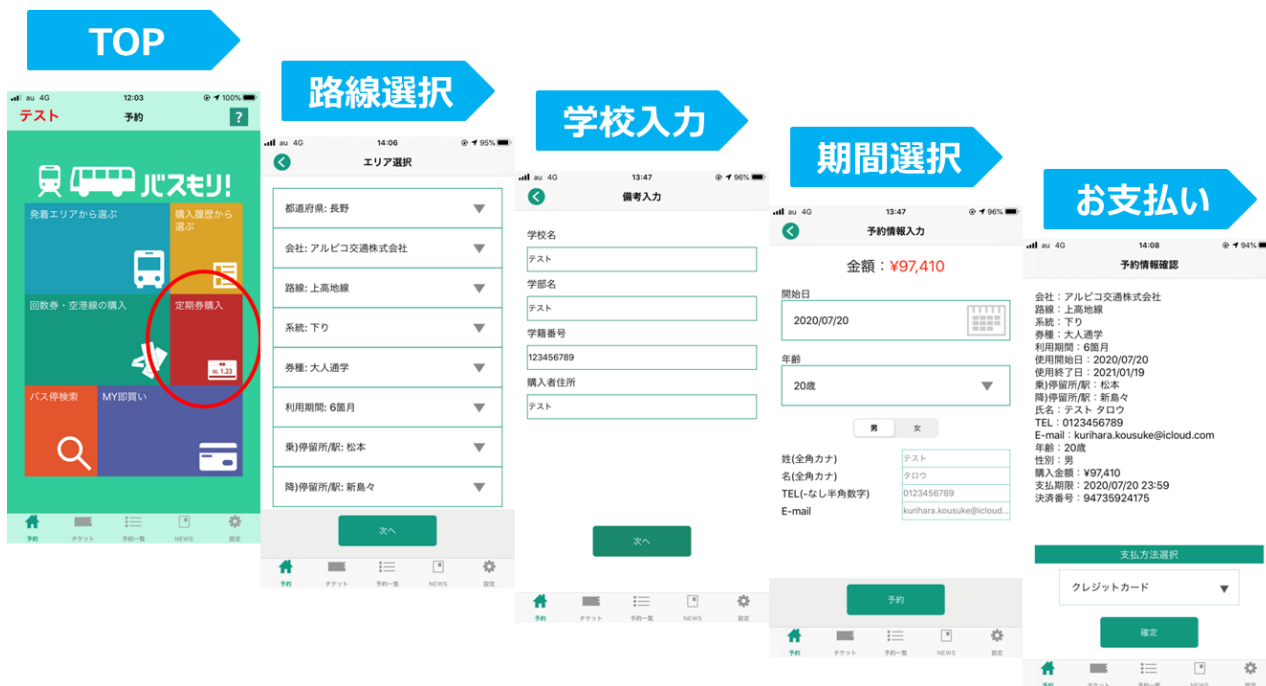 TOP
au 4G 12:03 100%
テスト 予約 ?
バスもり!
発着エリアから選ぶ
購入履歴から
選ぶ
回数券・空港線の購入
定期券購入
1.23
バス停検索
MY即買い
予約 チケット 予約一覧 NEWS 設定
路線選択
au 4G 14:06 95%
エリア選択
都道府県: 長野
会社: アルピコ交通株式会社
路線: 上高地線
系統: 下り
券種: 大人通学
利用期間: 6箇月
乗)停留所/駅: 松本
降)停留所/駅: 新島々
次へ
予約 チケット 予約一覧 NEWS 設定
学校入力
au 4G 13:47 96%
備考入力
学校名
テスト
学部名
テスト
学籍番号
123456789
購入者住所
テスト
次へ
予約 チケット 予約一覧 NEWS 設定
期間選択
au 4G 13:47 96%
予約情報入力
金額：¥97,410
開始日
2020/07/20
年齢
20歳
男 女
姓(全角カナ) テスト
名(全角カナ) タロウ
TEL(-なし半角数字) 0123456789
E-mail kurihara.kousuke@icloud...
予約
予約 チケット 予約一覧 NEWS 設定
お支払い
au 4G 14:08 94%
予約情報確認
会社：アルピコ交通株式会社
路線：上高地線
系統：下り
券種：大人通学
利用期間：6箇月
使用開始日：2020/07/20
使用終了日：2021/01/19
乗)停留所/駅：松本
降)停留所/駅：新島々
氏名：テスト タロウ
TEL：0123456789
E-mail：kurihara.kousuke@icloud.com
年齢：20歳
性別：男
購入金額：¥97,410
支払期限：2020/07/20 23:59
決済番号：94735924175
支払方法選択
クレジットカード
確定
予約 チケット 予約一覧 NEWS 設定